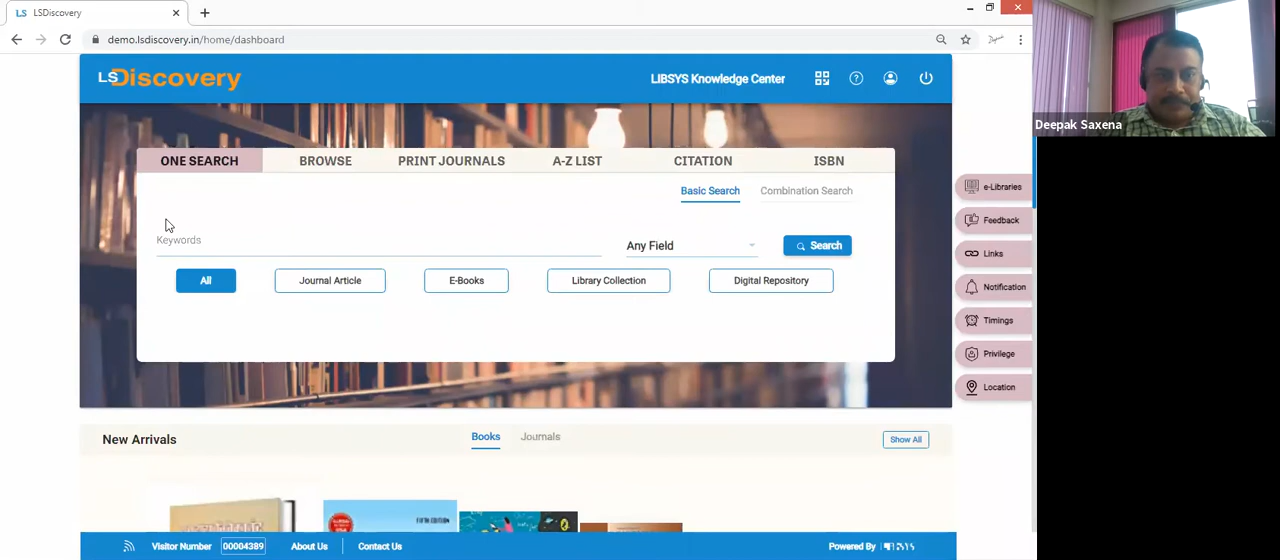 LS LSDiscovery
demo.lsdiscovery.in/home/dashboard
LSDiscovery
LIBSYS Knowledge Center
Deepak Saxena
ONE SEARCH BROWSE PRINT JOURNALS A-Z LIST CITATION ISBN
Basic Search Combination Search
Keywords
Any Field
Search
All Journal Article E-Books Library Collection Digital Repository
e-Libraries
Feedback
Links
Notification
Timings
Privilege
Location
New Arrivals Books Journals Show All
FIFTH EDITION
Visitor Number 00004389 About Us Contact Us Powered By